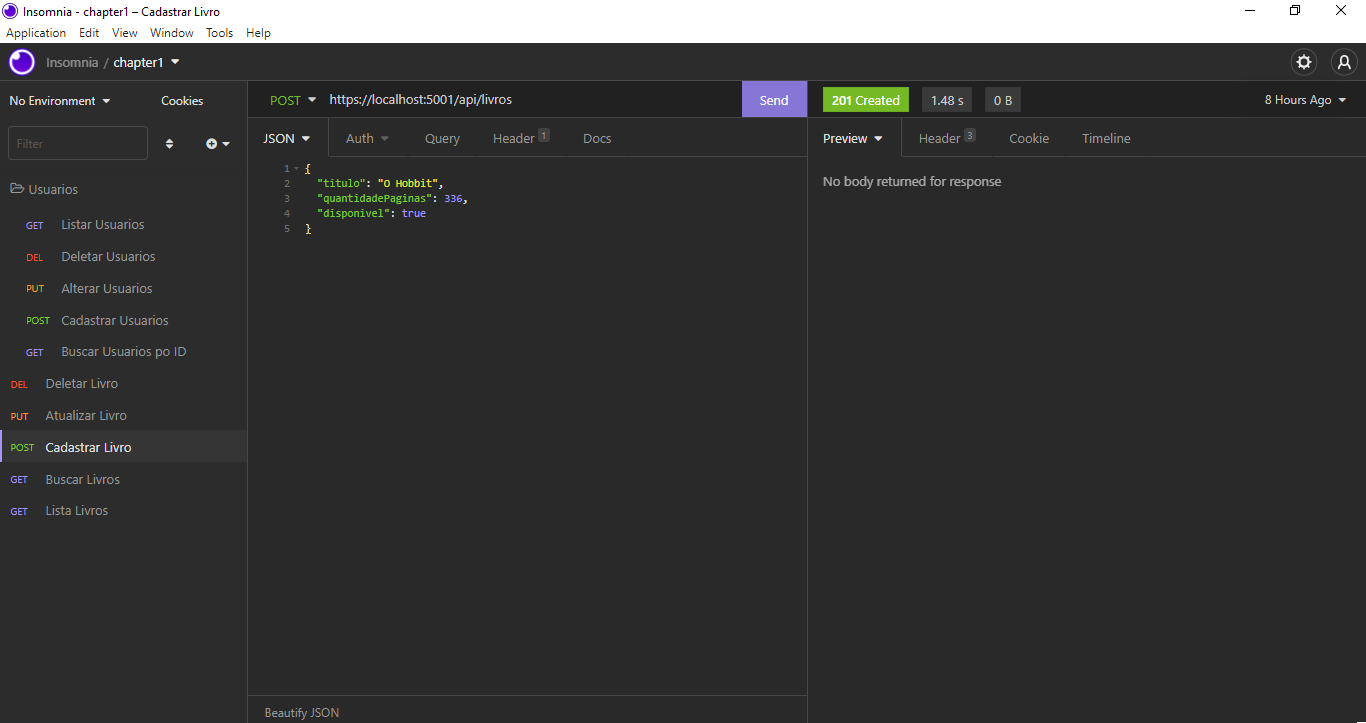 Insomnia - chapter1 – Cadastrar Livro
Application Edit View Window Tools Help
Insomnia / chapter1
No Environment Cookies
POST https://localhost:5001/api/livros Send
201 Created 1.48 s 0 B 8 Hours Ago
Filter
JSON Auth Query Header 1 Docs
Preview Header 3 Cookie Timeline
Usuarios
GET Listar Usuarios
DEL Deletar Usuarios
PUT Alterar Usuarios
POST Cadastrar Usuarios
GET Buscar Usuarios po ID
DEL Deletar Livro
PUT Atualizar Livro
POST Cadastrar Livro
GET Buscar Livros
GET Lista Livros
1 {
2 "titulo": "O Hobbit",
3 "quantidadePaginas": 336,
4 "disponivel": true
5 }
Beautify JSON
No body returned for response